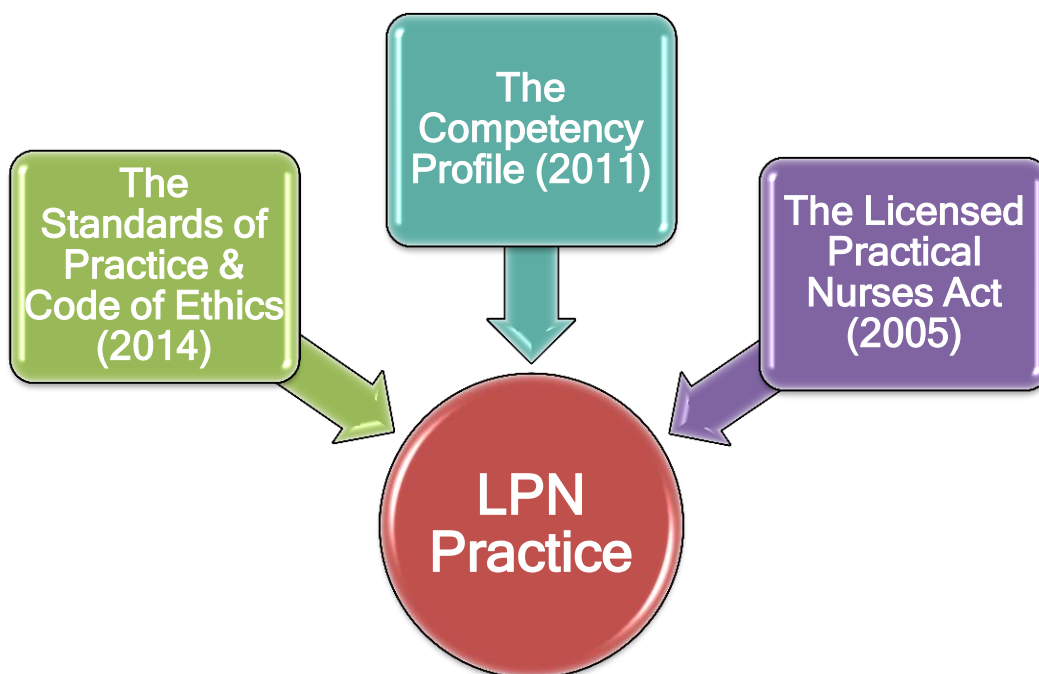 The
Competency
Profile (2011)
The
Standards of
Practice &
Code of Ethics
(2014)
The Licensed
Practical
Nurses Act
(2005)
LPN
Practice